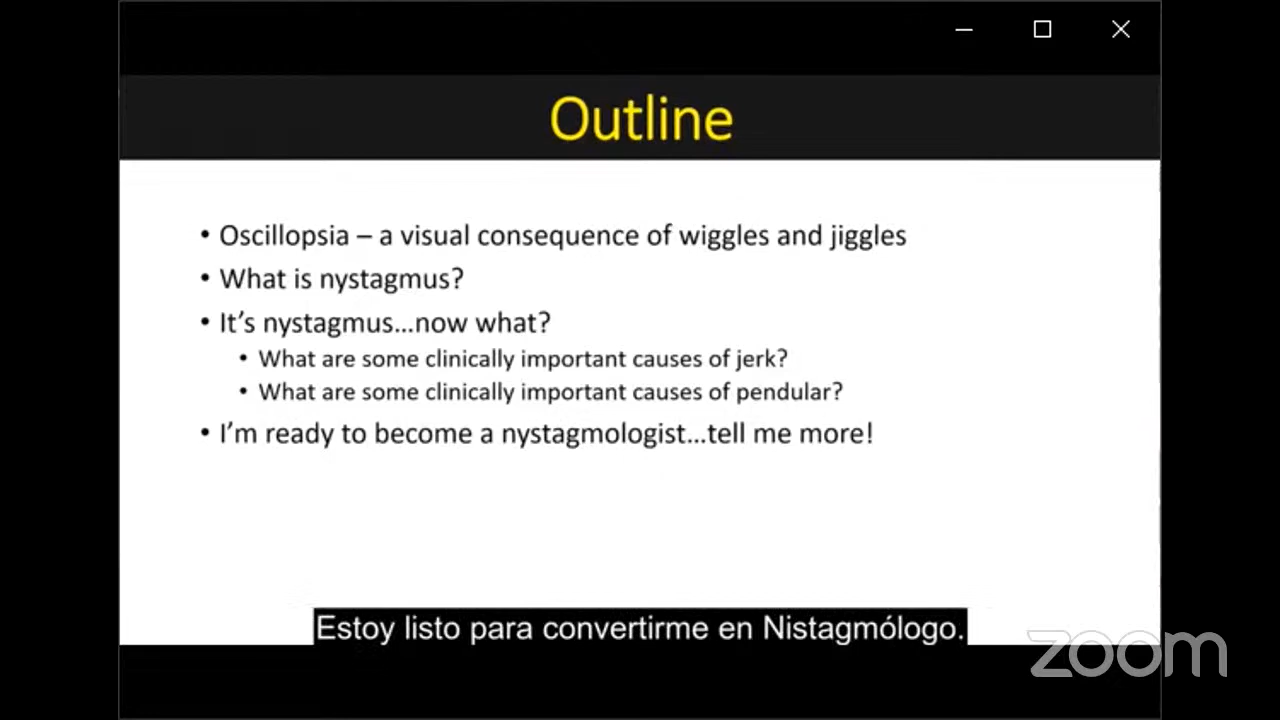 Outline
• Oscillopsia – a visual consequence of wiggles and jiggles
• What is nystagmus?
• It’s nystagmus…now what?
• What are some clinically important causes of jerk?
• What are some clinically important causes of pendular?
• I’m ready to become a nystagmologist…tell me more!
Estoy listo para convertirme en Nistagmólogo.
zoom